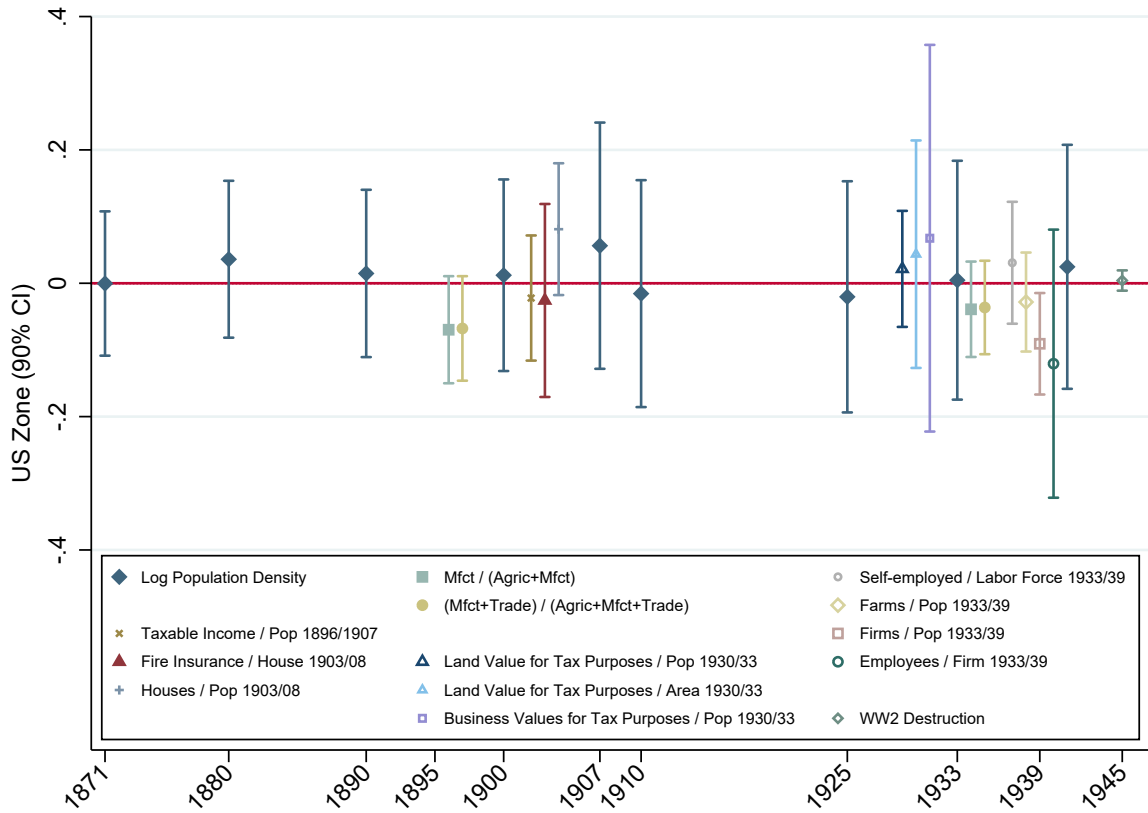 .4
.2
0
-.2
-.4
US Zone (90% CI)
Log Population Density
Mfct / (Agric+Mfct)
Self-employed / Labor Force 1933/39
(Mfct+Trade) / (Agric+Mfct+Trade)
Farms / Pop 1933/39
Taxable Income / Pop 1896/1907
Firms / Pop 1933/39
Fire Insurance / House 1903/08
Land Value for Tax Purposes / Pop 1930/33
Employees / Firm 1933/39
Houses / Pop 1903/08
Land Value for Tax Purposes / Area 1930/33
Business Values for Tax Purposes / Pop 1930/33
WW2 Destruction
1871
1880
1890
1895
1900
1907
1910
1925
1933
1939
1945